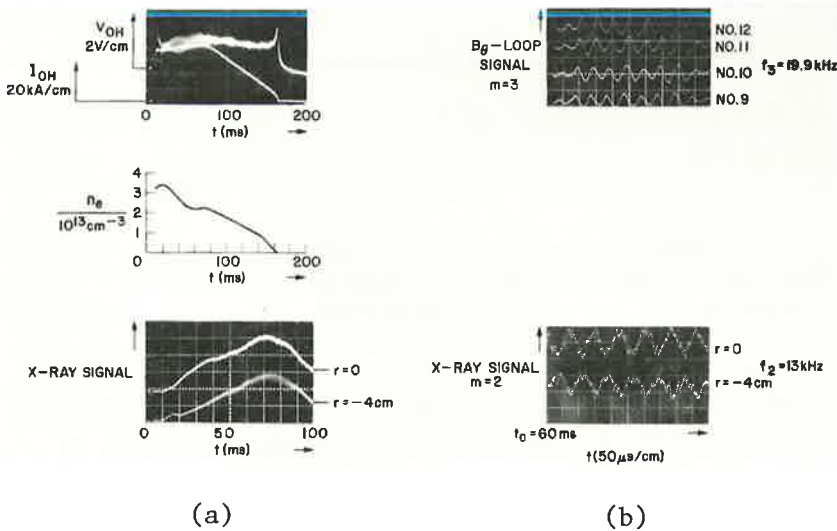 V_OH
2V/cm
I_OH
20kA/cm
0 100 200
t (ms)
n_e
10^13 cm^-3
4
3
2
1
0 100 200
t (ms)
X-RAY SIGNAL
r=0
r=-4cm
0 50 100
t (ms)
(a)
B_θ-LOOP
SIGNAL
m=3
NO.12
NO.11
NO.10
NO.9
f_3=19.9kHz
X-RAY SIGNAL
m=2
r=0
r=-4cm
f_2=13kHz
t_0=60ms
t(50μs/cm)
(b)